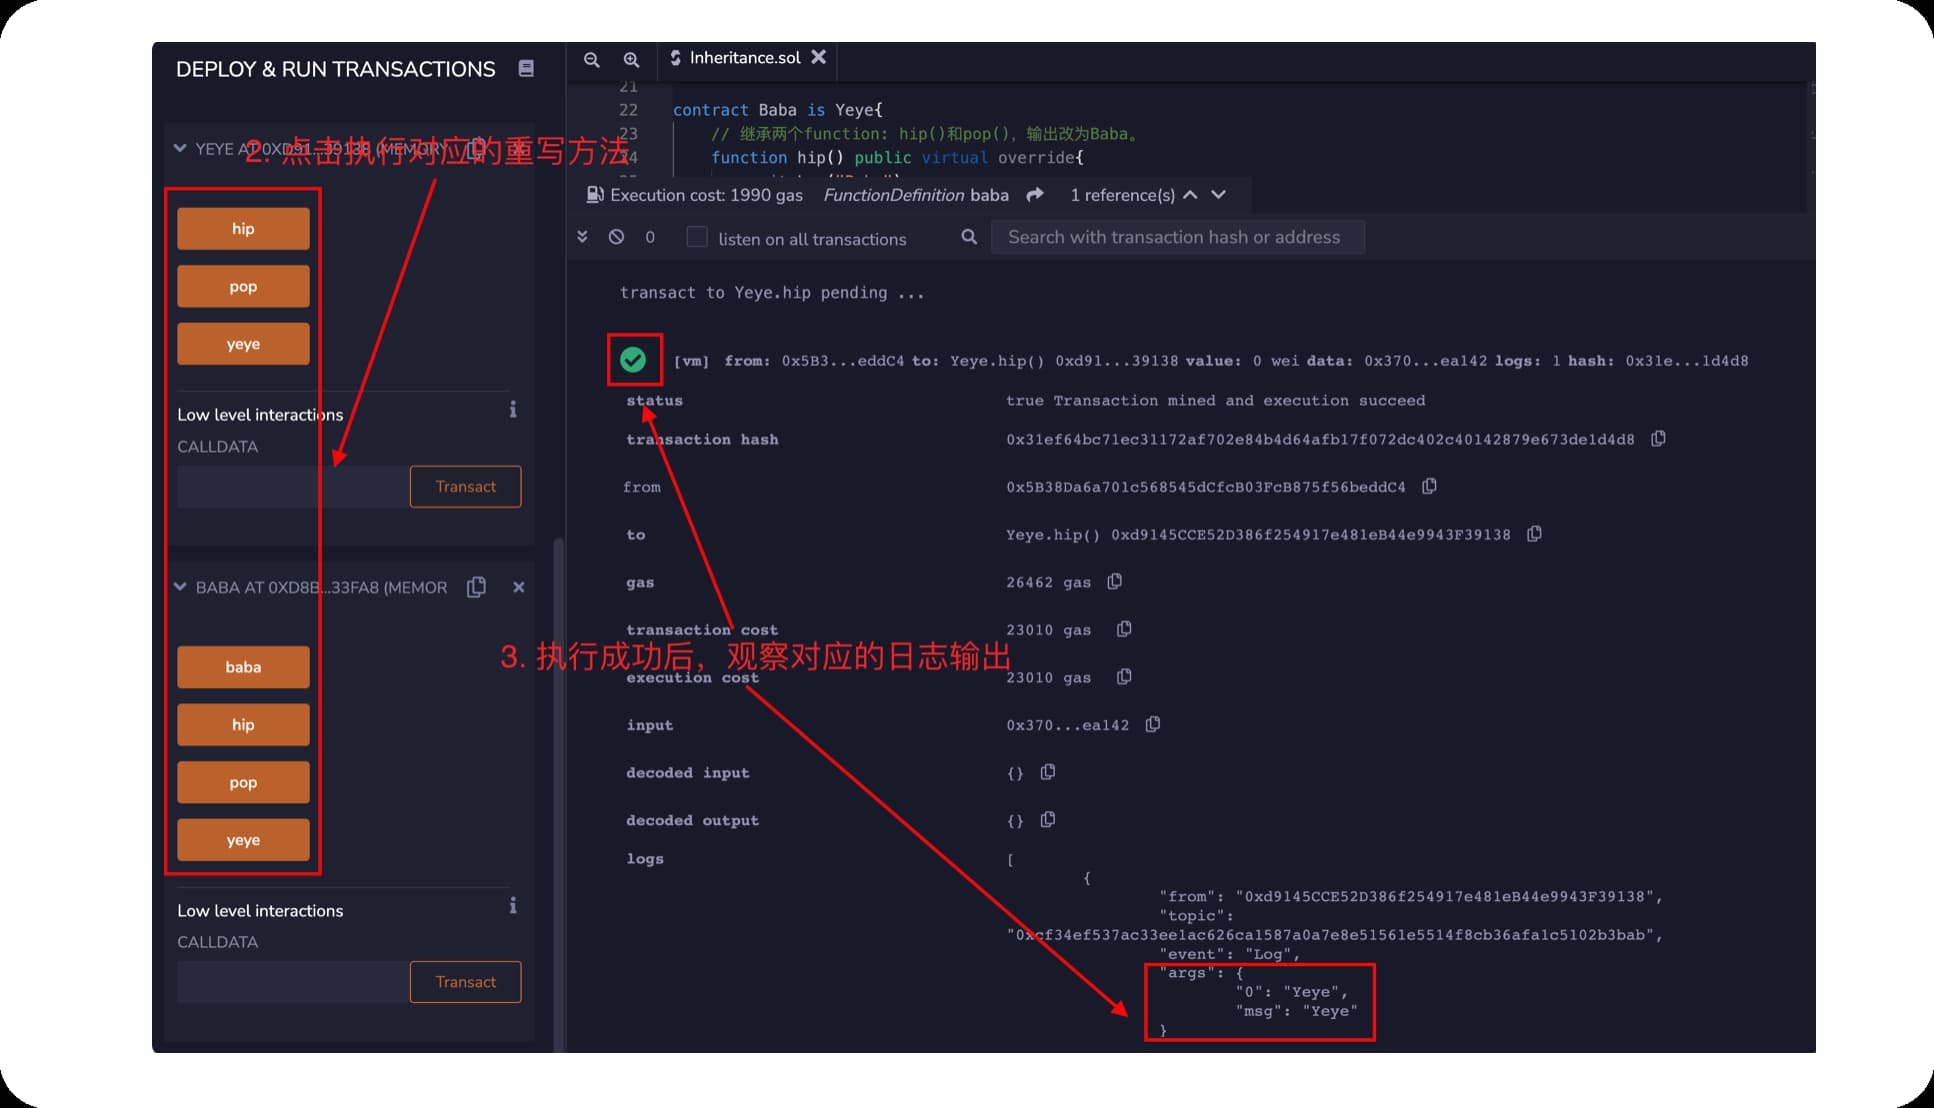 DEPLOY & RUN TRANSACTIONS
YEYE AT 0XD91...39138 (MEMORY
2. 点击执行对应的重写方法
hip
pop
yeye
Low level interactions
CALLDATA
Transact
BABA AT 0XD8B...33FA8 (MEMOR
baba
hip
pop
yeye
Low level interactions
CALLDATA
Transact
Inheritance.sol
21
22 contract Baba is Yeye{
23 // 继承两个function: hip()和pop()，输出改为Baba。
24 function hip() public virtual override{
Execution cost: 1990 gas FunctionDefinition baba 1 reference(s)
0 listen on all transactions Search with transaction hash or address
transact to Yeye.hip pending ...
[vm] from: 0x5B3...eddC4 to: Yeye.hip() 0xd91...39138 value: 0 wei data: 0x370...ea142 logs: 1 hash: 0x31e...1d4d8
status true Transaction mined and execution succeed
transaction hash 0x31ef64bc71ec31172af702e84b4d64afb17f072dc402c40142879e673de1d4d8
from 0x5B38Da6a701c568545dCfcB03FcB875f56beddC4
to Yeye.hip() 0xd9145CCE52D386f254917e481eB44e9943F39138
gas 26462 gas
transaction cost 23010 gas
3. 执行成功后，观察对应的日志输出
execution cost 23010 gas
input 0x370...ea142
decoded input {}
decoded output {}
logs [
{
"from": "0xd9145CCE52D386f254917e481eB44e9943F39138",
"topic":
"0xcf34ef537ac33ee1ac626ca1587a0a7e8e51561e5514f8cb36afa1c5102b3bab",
"event": "Log",
"args": {
"0": "Yeye",
"msg": "Yeye"
}